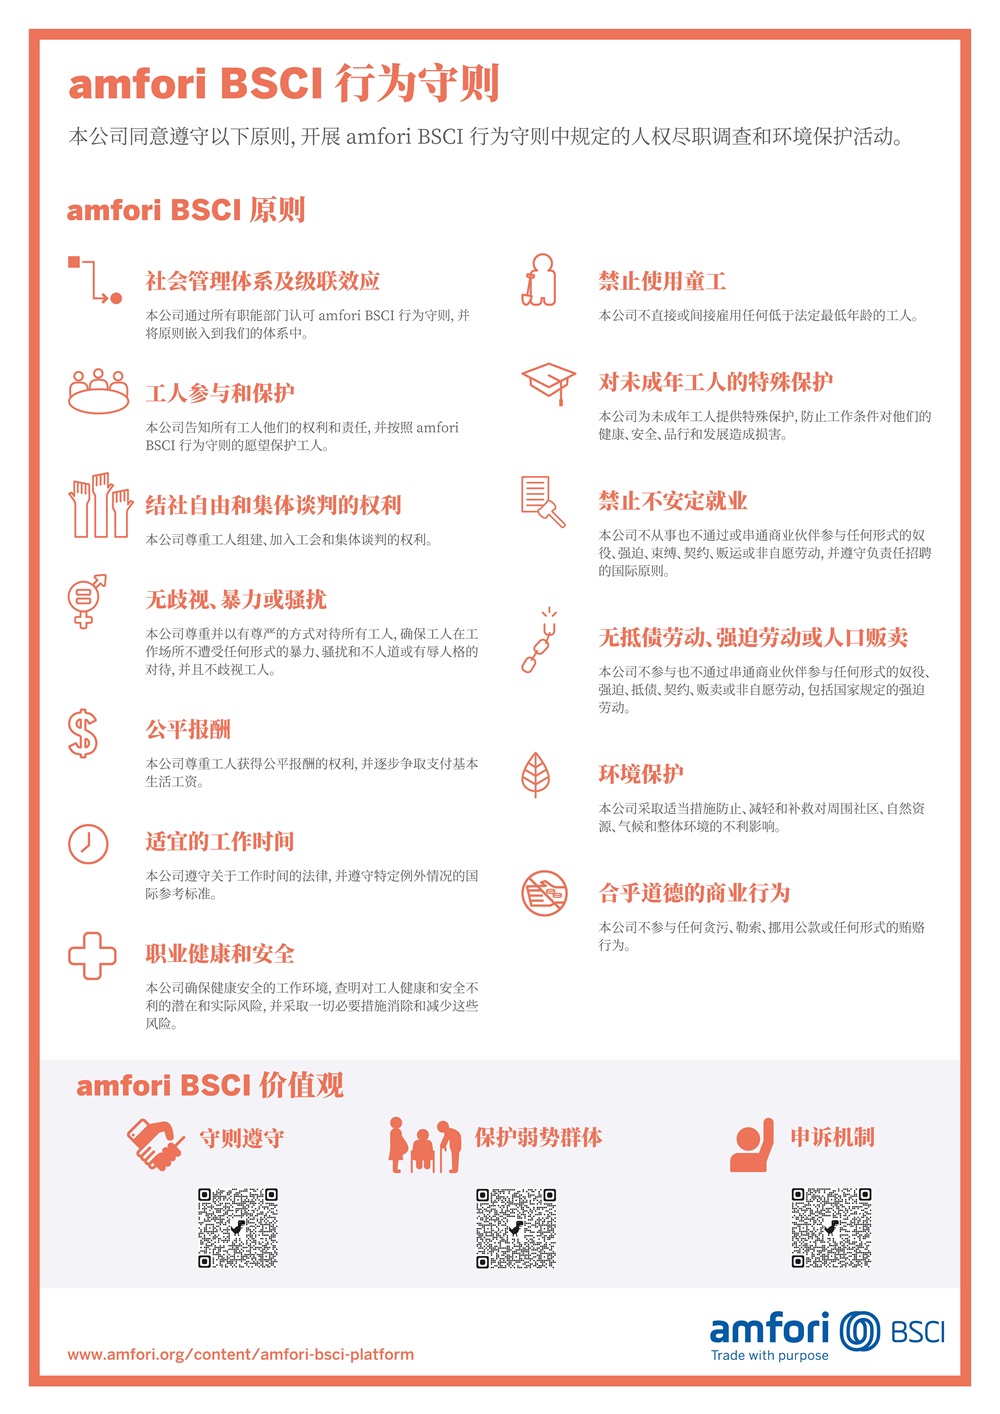 amfori BSCI 行为守则
本公司同意遵守以下原则, 开展 amfori BSCI 行为守则中规定的人权尽职调查和环境保护活动。
amfori BSCI 原则
社会管理体系及级联效应
本公司通过所有职能部门认可 amfori BSCI 行为守则, 并
将原则嵌入到我们的体系中。
工人参与和保护
本公司告知所有工人他们的权利和责任, 并按照 amfori
BSCI 行为守则的愿望保护工人。
结社自由和集体谈判的权利
本公司尊重工人组建、加入工会和集体谈判的权利。
无歧视、暴力或骚扰
本公司尊重并以有尊严的方式对待所有工人, 确保工人在工
作场所不遭受任何形式的暴力、骚扰和不人道或有辱人格的
对待, 并且不歧视工人。
公平报酬
本公司尊重工人获得公平报酬的权利, 并逐步争取支付基本
生活工资。
适宜的工作时间
本公司遵守关于工作时间的法律, 并遵守特定例外情况的国
际参考标准。
职业健康和安全
本公司确保健康安全的工作环境, 查明对工人健康和安全不
利的潜在和实际风险, 并采取一切必要措施消除和减少这些
风险。
禁止使用童工
本公司不直接或间接雇用任何低于法定最低年龄的工人。
对未成年工人的特殊保护
本公司为未成年工人提供特殊保护, 防止工作条件对他们的
健康、安全、品行和发展造成损害。
禁止不安定就业
本公司不从事也不通过或串通商业伙伴参与任何形式的奴
役、强迫、束缚、契约、贩运或非自愿劳动, 并遵守负责任招聘
的国际原则。
无抵债劳动、强迫劳动或人口贩卖
本公司不参与也不通过串通商业伙伴参与任何形式的奴役、
强迫、抵债、契约、贩卖或非自愿劳动, 包括国家规定的强迫
劳动。
环境保护
本公司采取适当措施防止、减轻和补救对周围社区、自然资
源、气候和整体环境的不利影响。
合乎道德的商业行为
本公司不参与任何贪污、勒索、挪用公款或任何形式的贿赂
行为。
amfori BSCI 价值观
守则遵守
保护弱势群体
申诉机制
www.amfori.org/content/amfori-bsci-platform
amfori BSCI
Trade with purpose